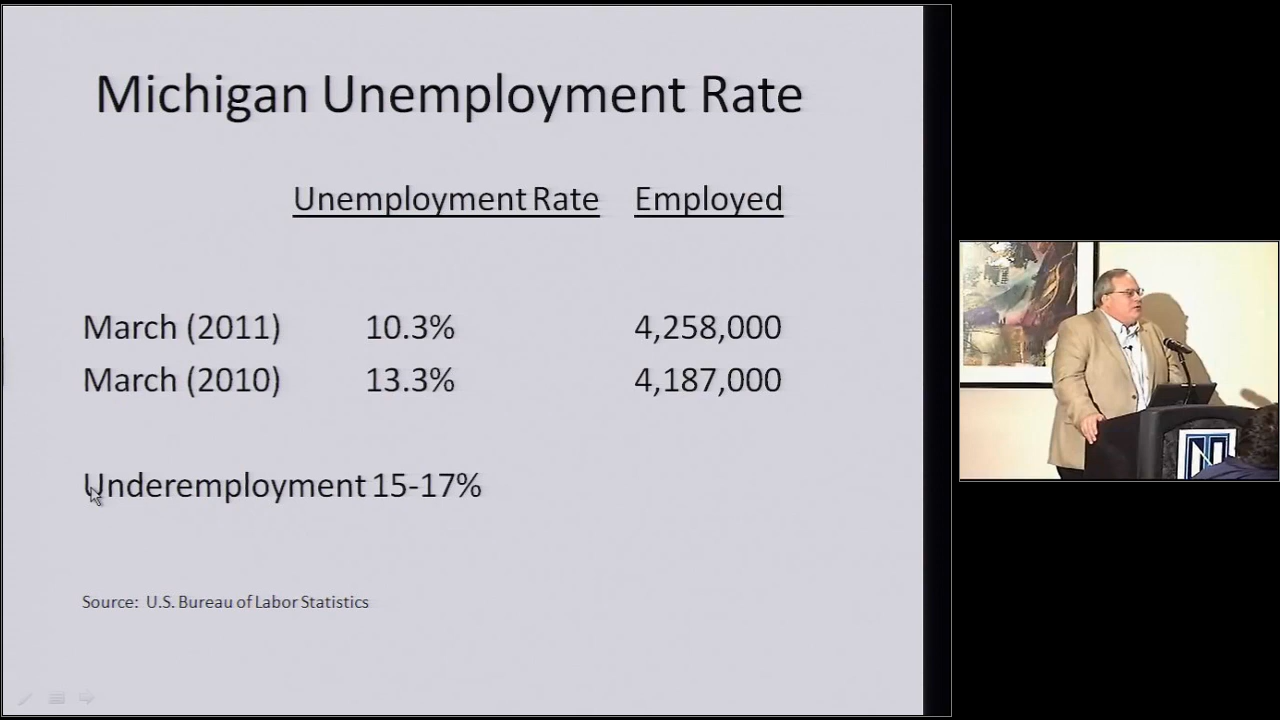 Michigan Unemployment Rate
Unemployment Rate Employed
March (2011) 10.3% 4,258,000
March (2010) 13.3% 4,187,000
Underemployment 15-17%
Source: U.S. Bureau of Labor Statistics
N